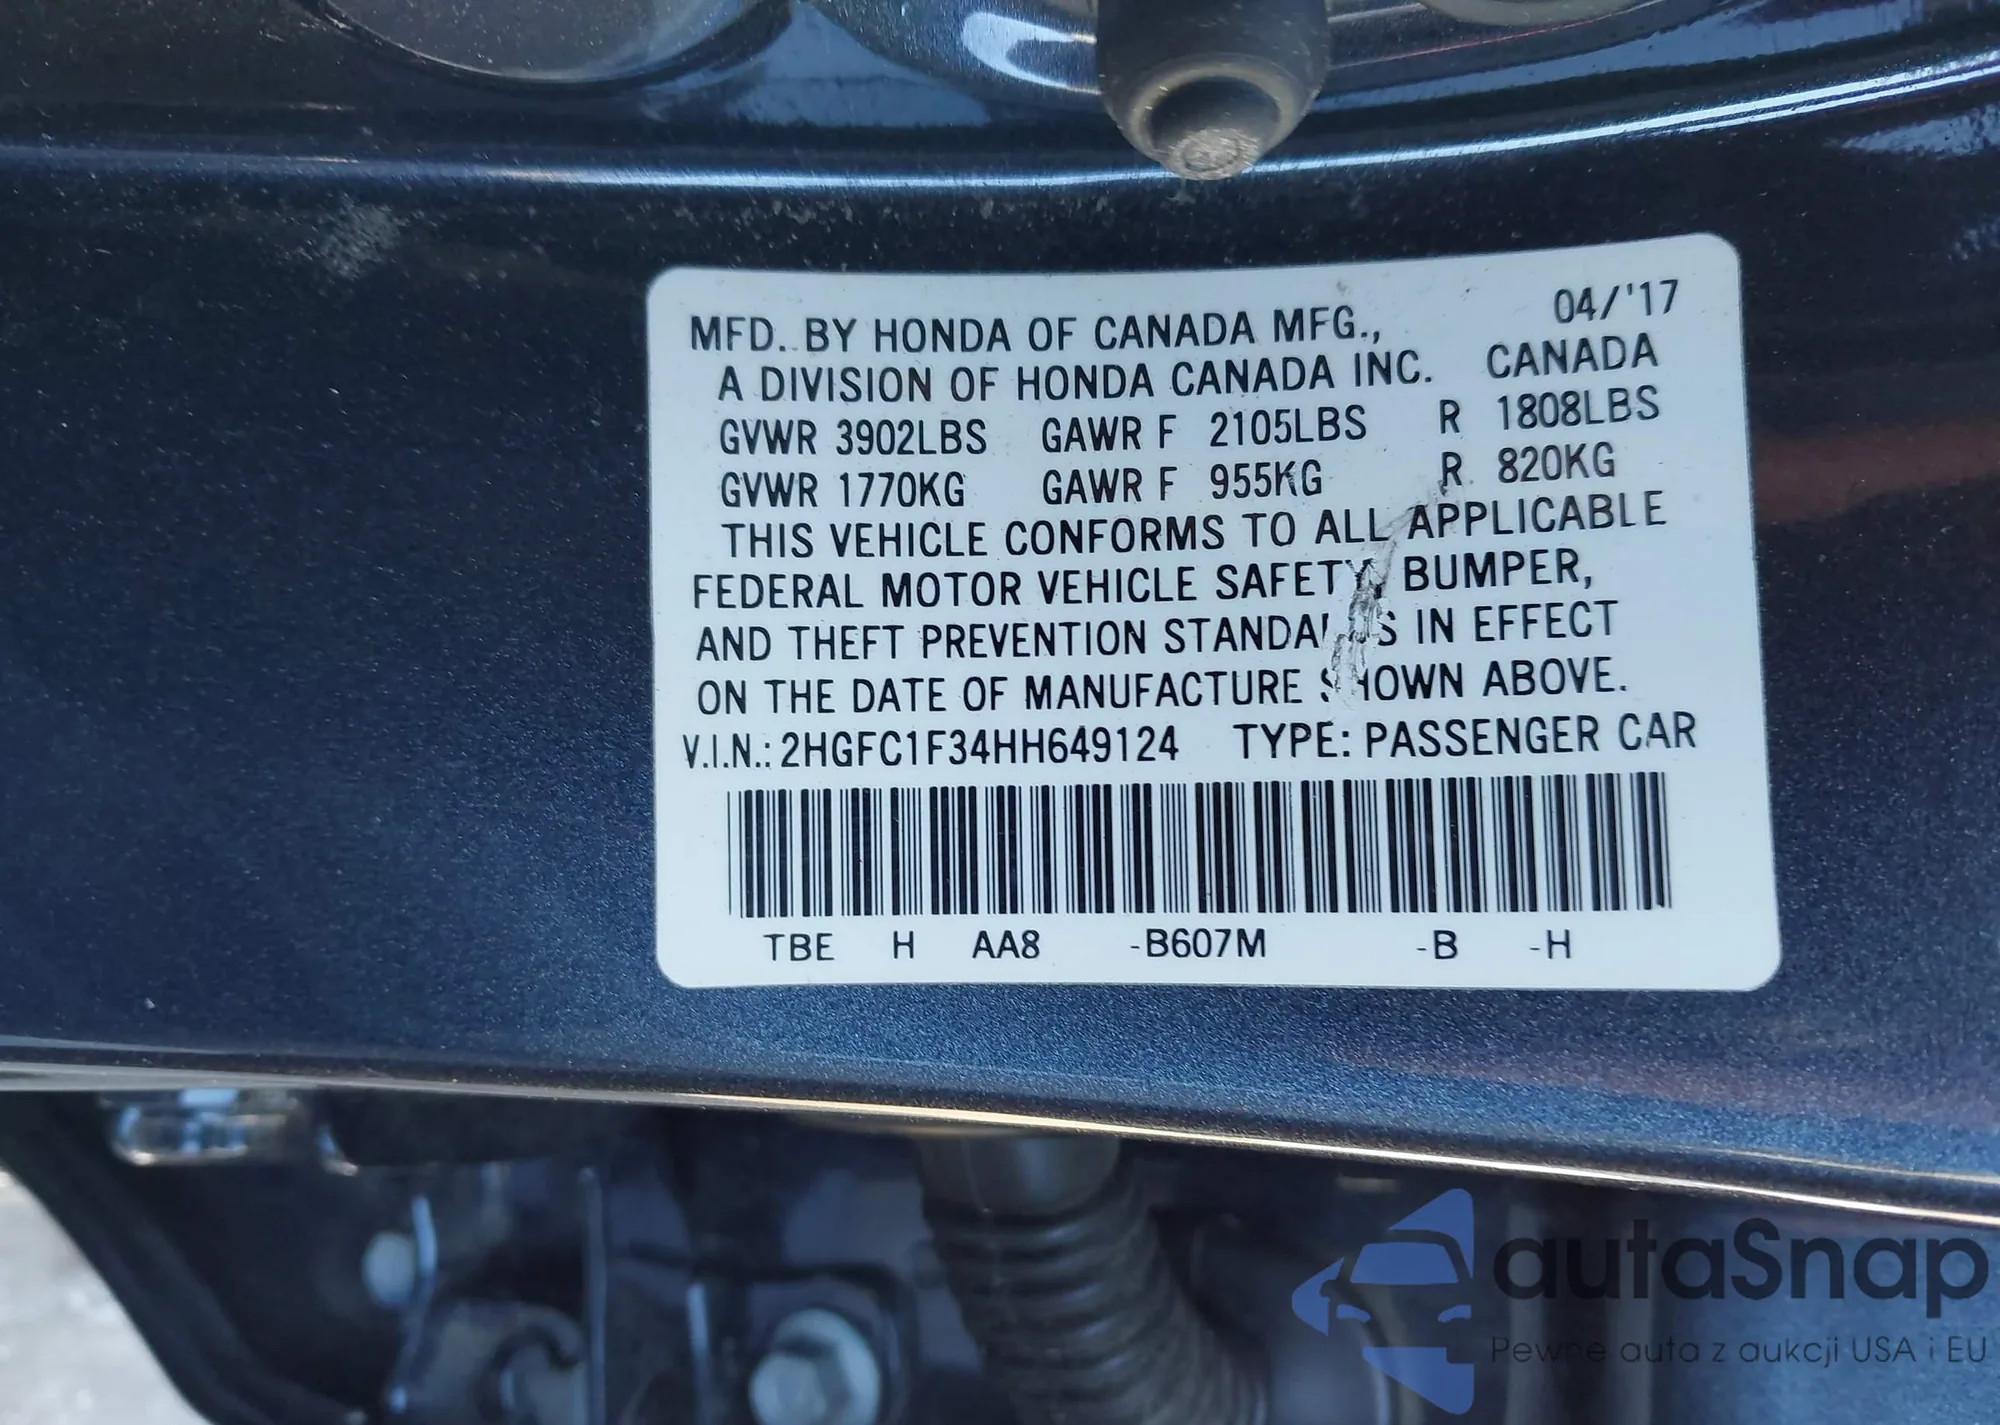 04/'17
MFD. BY HONDA OF CANADA MFG.,
A DIVISION OF HONDA CANADA INC. CANADA
GVWR 3902LBS GAWR F 2105LBS R 1808LBS
GVWR 1770KG GAWR F 955KG R 820KG
THIS VEHICLE CONFORMS TO ALL APPLICABLE
FEDERAL MOTOR VEHICLE SAFETY, BUMPER,
AND THEFT PREVENTION STANDARDS IN EFFECT
ON THE DATE OF MANUFACTURE SHOWN ABOVE.
V.I.N.: 2HGFC1F34HH649124 TYPE: PASSENGER CAR
TBE H AA8 -B607M -B -H
autaSnap
Pewne auta z aukcji USA i EU